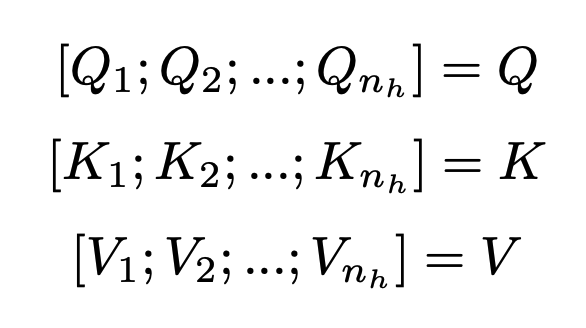 [Q_1; Q_2; ...; Q_{n_h}] = Q
[K_1; K_2; ...; K_{n_h}] = K
[V_1; V_2; ...; V_{n_h}] = V